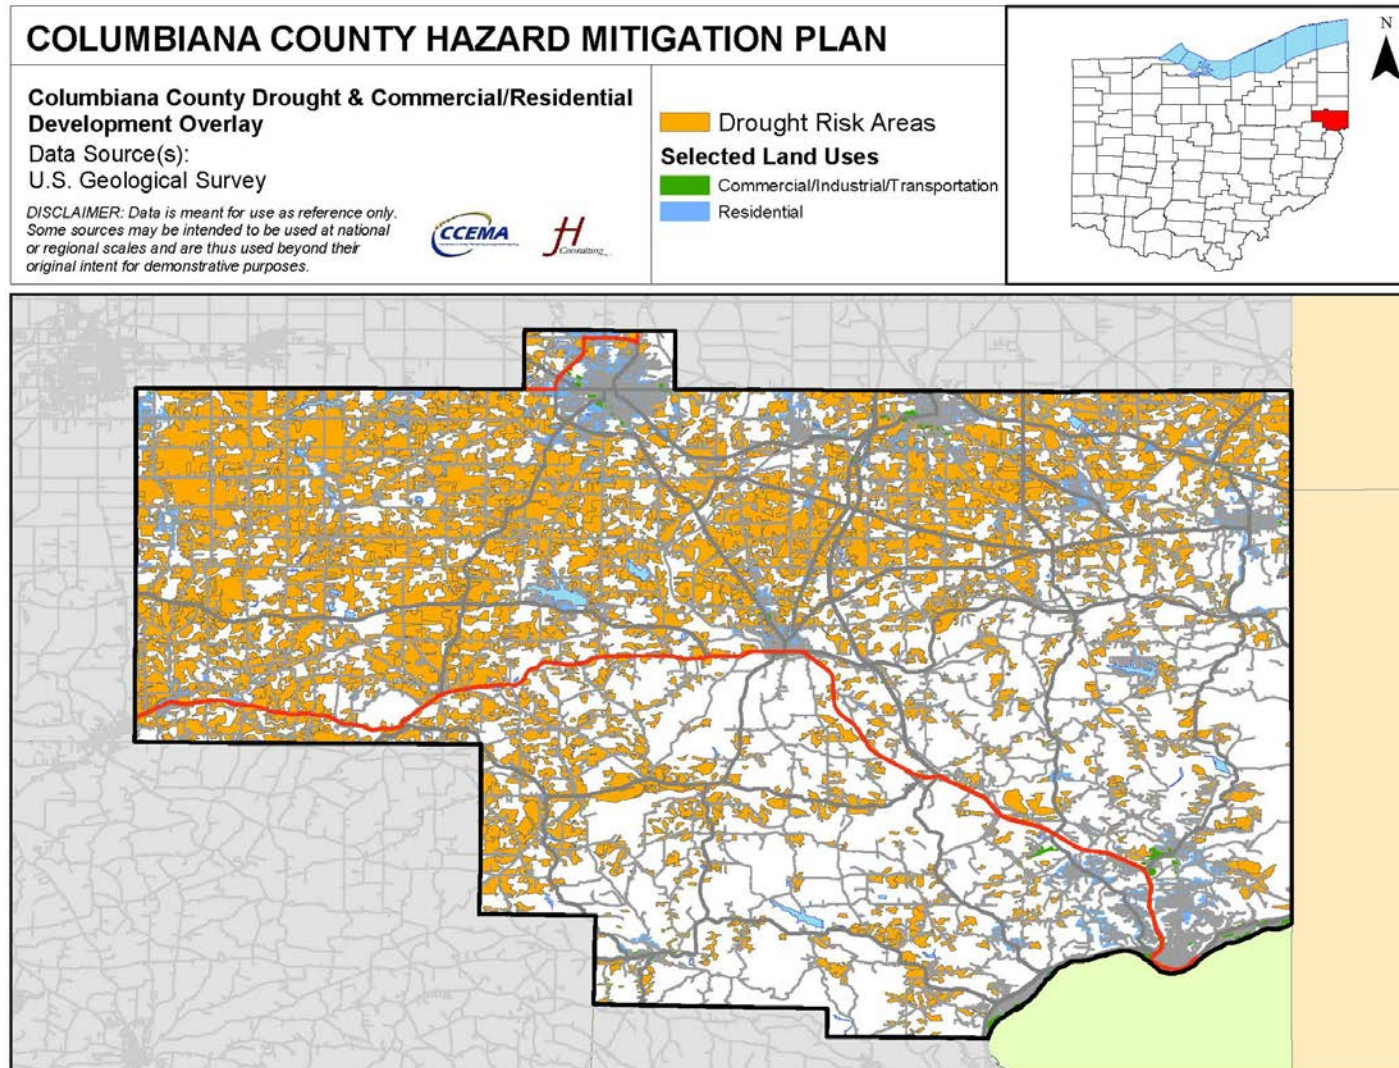 COLUMBIANA COUNTY HAZARD MITIGATION PLAN
Columbiana County Drought & Commercial/Residential
Development Overlay
Data Source(s):
U.S. Geological Survey
DISCLAIMER: Data is meant for use as reference only.
Some sources may be intended to be used at national
or regional scales and are thus used beyond their
original intent for demonstrative purposes.
CCEMA
JH
Consulting
Drought Risk Areas
Selected Land Uses
Commercial/Industrial/Transportation
Residential
N